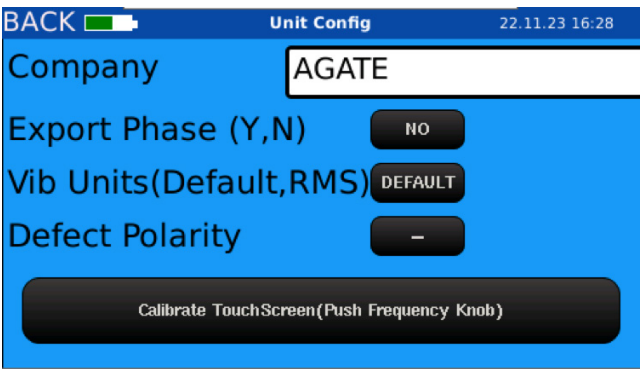 BACK Unit Config 22.11.23 16:28
Company AGATE
Export Phase (Y,N) NO
Vib Units(Default,RMS) DEFAULT
Defect Polarity –
Calibrate TouchScreen(Push Frequency Knob)